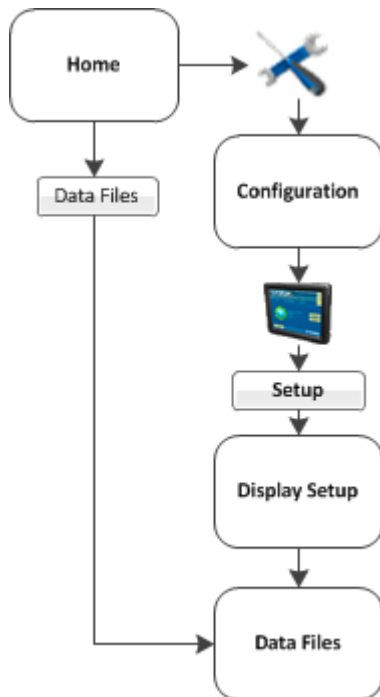 Home
Data Files
Configuration
Setup
Display Setup
Data Files